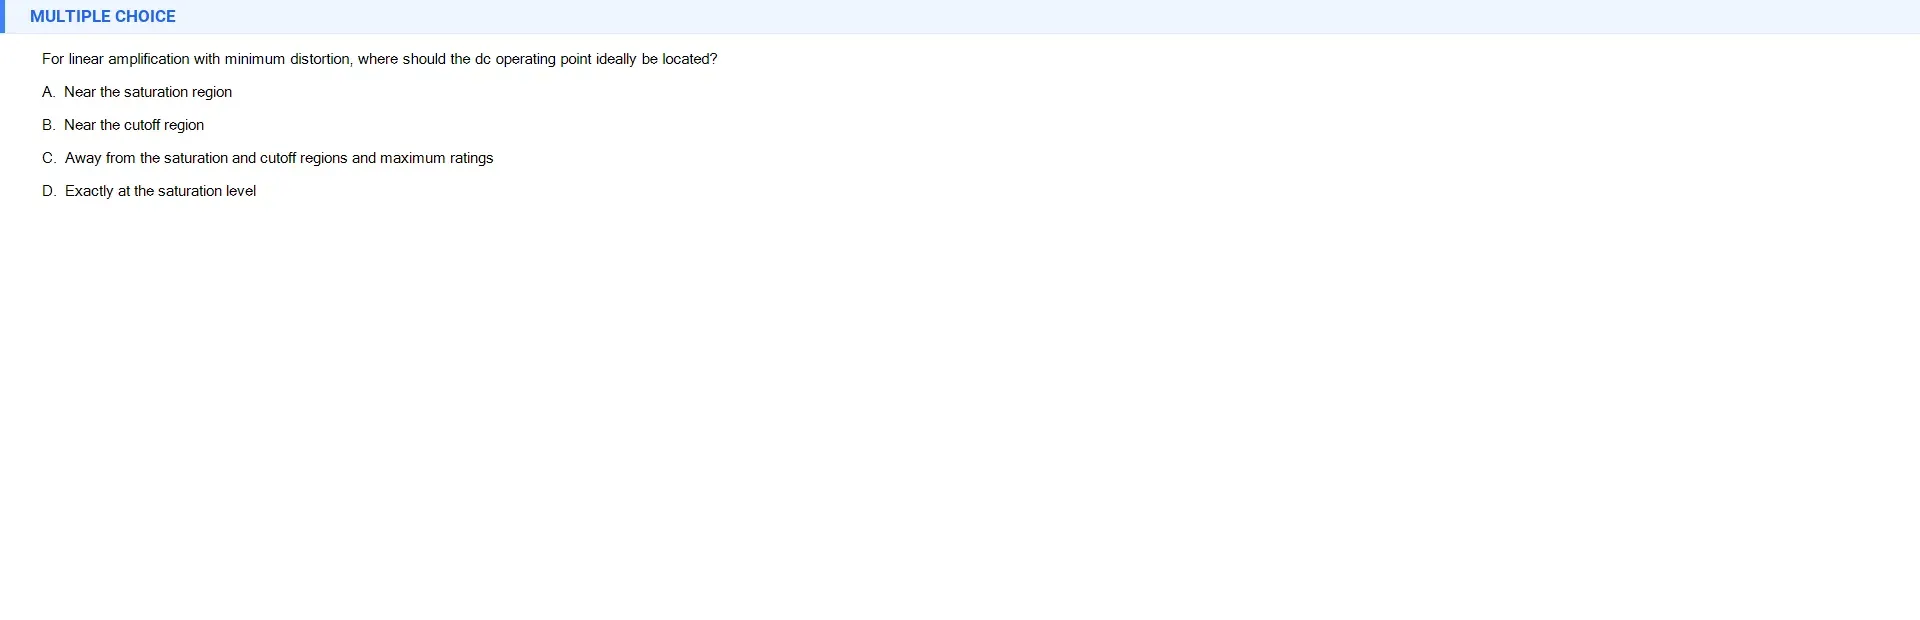 MULTIPLE CHOICE
For linear amplification with minimum distortion, where should the dc operating point ideally be located?
A. Near the saturation region
B. Near the cutoff region
C. Away from the saturation and cutoff regions and maximum ratings
D. Exactly at the saturation level